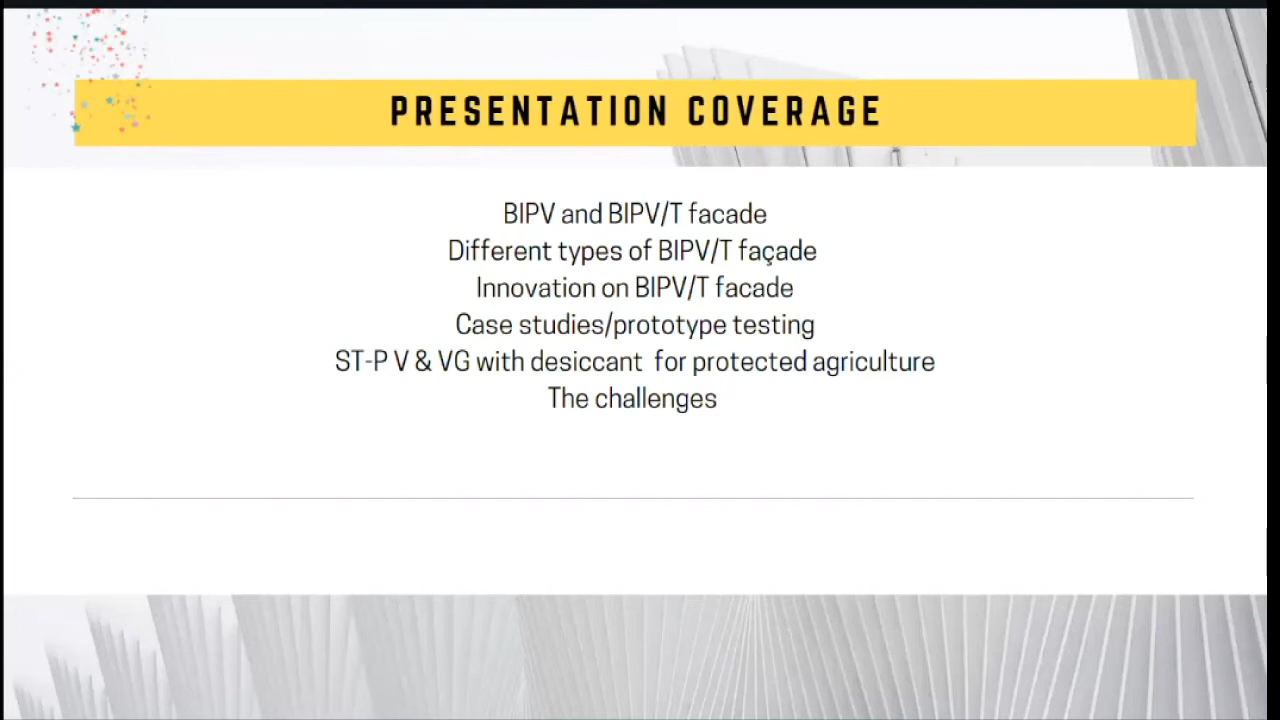 PRESENTATION COVERAGE
BIPV and BIPV/T facade
Different types of BIPV/T façade
Innovation on BIPV/T facade
Case studies/prototype testing
ST-P V & VG with desiccant  for protected agriculture
The challenges